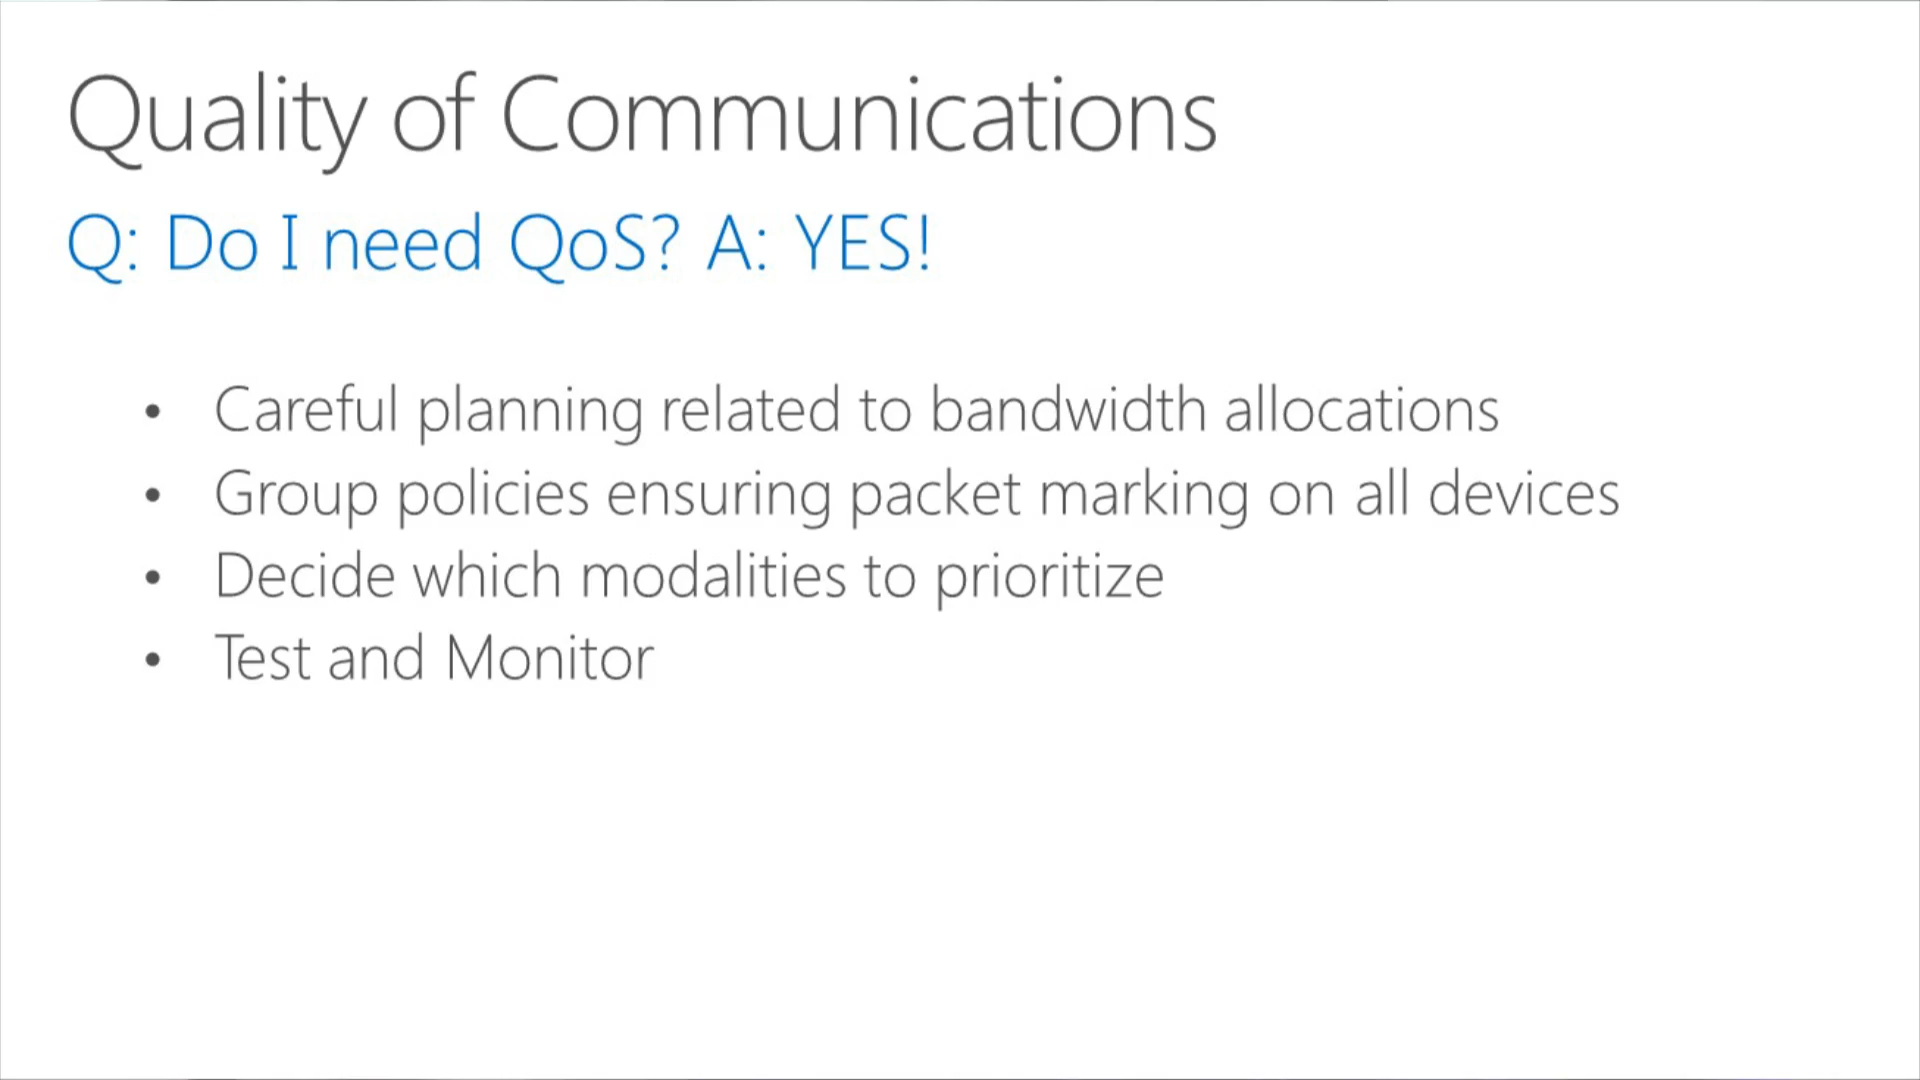 Quality of Communications
Q: Do I need QoS? A: YES!
• Careful planning related to bandwidth allocations
• Group policies ensuring packet marking on all devices
• Decide which modalities to prioritize
• Test and Monitor